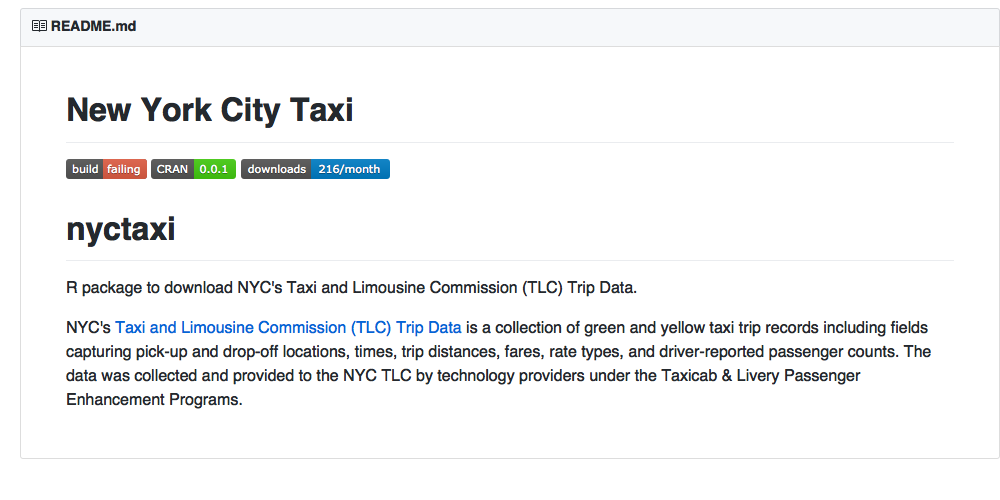 README.md
New York City Taxi
build failing CRAN 0.0.1 downloads 216/month
nyctaxi
R package to download NYC's Taxi and Limousine Commission (TLC) Trip Data.
NYC's Taxi and Limousine Commission (TLC) Trip Data is a collection of green and yellow taxi trip records including fields
capturing pick-up and drop-off locations, times, trip distances, fares, rate types, and driver-reported passenger counts. The
data was collected and provided to the NYC TLC by technology providers under the Taxicab & Livery Passenger
Enhancement Programs.